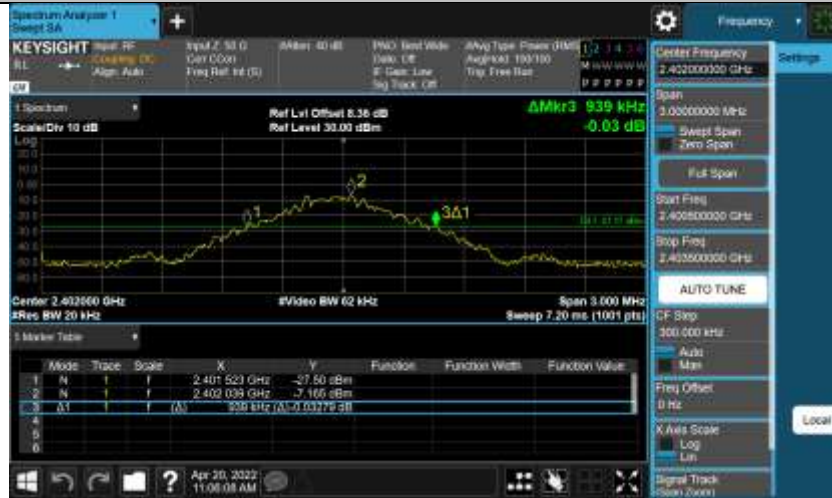 Spectrum Analyzer 1
Swept SA
Frequency
KEYSIGHT
Input: RF
Coupling: DC
Align: Auto
Input Z: 50 Ω
Corr CCorr
Freq Ref: Int (S)
#Atten: 40 dB
PNO: Best Wide
Gate: Off
IF Gain: Low
Sig Track: Off
#Avg Type: Power (RMS)
Avg|Hold: 100/100
Trig: Free Run
1 2 3 4 5 6
M W W W W W
P P P P P P
1 Spectrum
Scale/Div 10 dB
Ref Lvl Offset 8.36 dB
Ref Level 30.00 dBm
ΔMkr3 939 kHz
-0.03 dB
Log
1
2
3Δ1
Center 2.402000 GHz
#Res BW 20 kHz
#Video BW 62 kHz
Span 3.000 MHz
Sweep 7.20 ms (1001 pts)
Mode Trace Scale X Y Function Function Width Function Value
1 N 1 f 2.401 523 GHz -27.50 dBm
2 N 1 f 2.402 039 GHz -7.165 dBm
3 Δ1 1 f (Δ) 939 kHz (Δ) -0.03279 dB
4
5
6
Apr 20, 2022
11:06:08 AM
Center Frequency
2.402000000 GHz
Settings
Span
3.00000000 MHz
Swept Span
Zero Span
Full Span
Start Freq
2.400500000 GHz
Stop Freq
2.403500000 GHz
AUTO TUNE
CF Step
300.000 kHz
Auto
Man
Freq Offset
0 Hz
X Axis Scale
Log
Lin
Signal Track
(Span Zoom)
Local